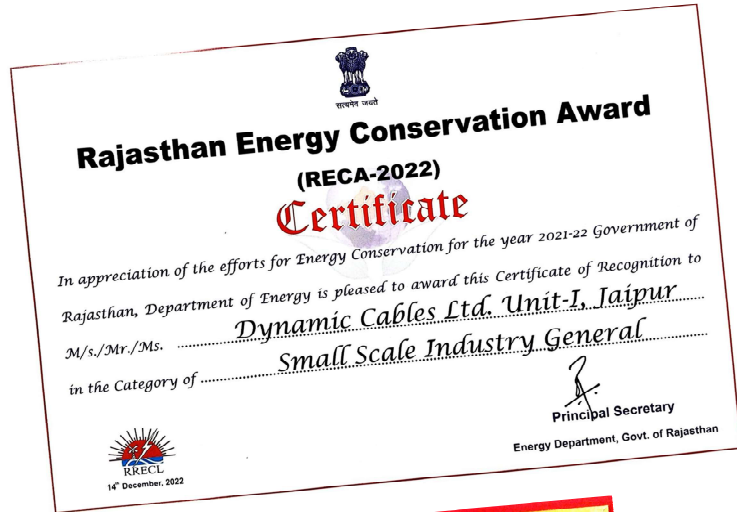 सत्यमेव जयते
Rajasthan Energy Conservation Award
(RECA-2022)
Certificate
In appreciation of the efforts for Energy Conservation for the year 2021-22 Government of
Rajasthan, Department of Energy is pleased to award this Certificate of Recognition to
M/s./Mr./Ms. Dynamic Cables Ltd. Unit-I, Jaipur
in the Category of Small Scale Industry General
Principal Secretary
Energy Department, Govt. of Rajasthan
RRECL
14th December, 2022